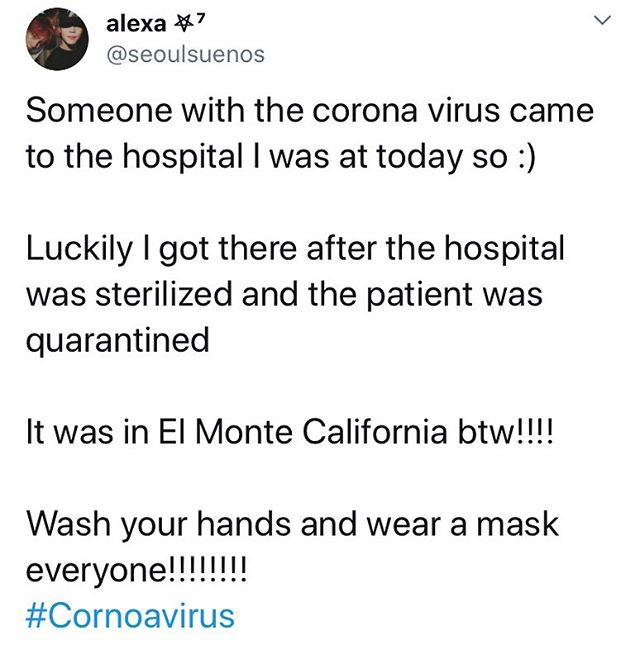 alexa ⛧⁷
@seoulsuenos
Someone with the corona virus came
to the hospital I was at today so :)
Luckily I got there after the hospital
was sterilized and the patient was
quarantined
It was in El Monte California btw!!!!
Wash your hands and wear a mask
everyone!!!!!!!!
#Cornoavirus